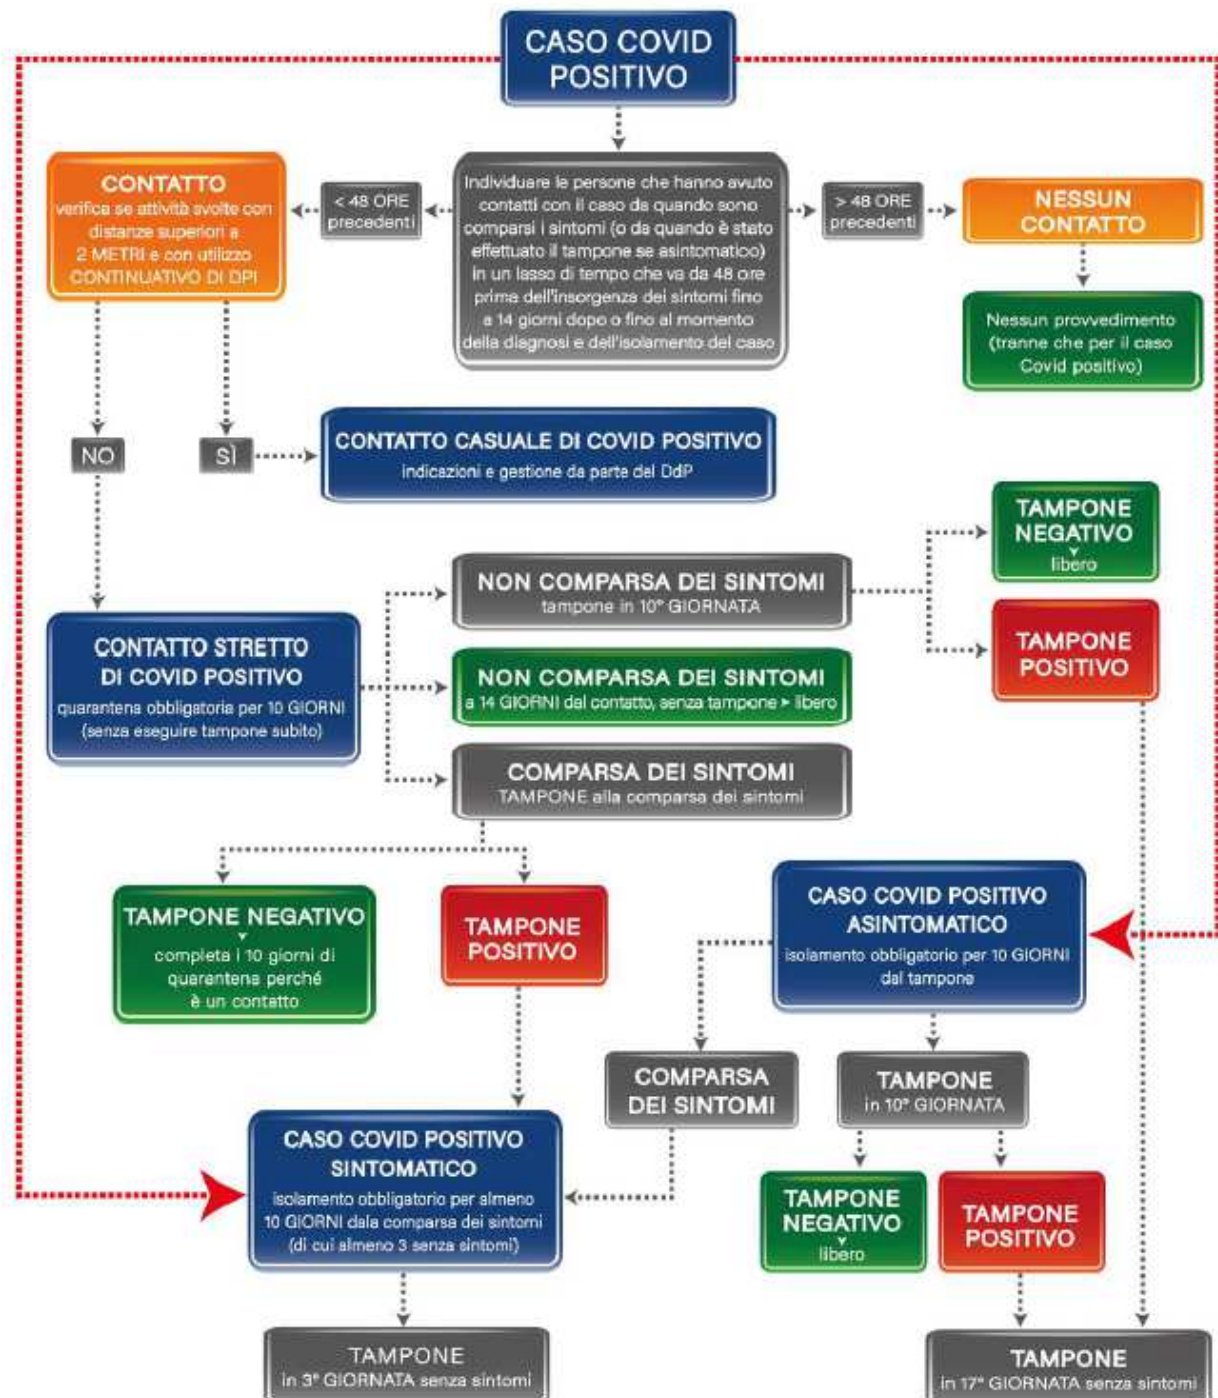 CASO COVID
POSITIVO
CONTATTO
verifica se attività svolte con
distanze superiori a
2 METRI e con utilizzo
CONTINUATIVO DI DPI
< 48 ORE
precedenti
Individuare le persone che hanno avuto
contatti con il caso da quando sono
comparsi i sintomi (o da quando è stato
effettuato il tampone se asintomatico)
in un lasso di tempo che va da 48 ore
prima dell'insorgenza dei sintomi fino
a 14 giorni dopo o fino al momento
della diagnosi e dell'isolamento del caso
> 48 ORE
precedenti
NESSUN
CONTATTO
Nessun provvedimento
(tranne che per il caso
Covid positivo)
NO
SÌ
CONTATTO CASUALE DI COVID POSITIVO
indicazioni e gestione da parte del DdP
CONTATTO STRETTO
DI COVID POSITIVO
quarantena obbligatoria per 10 GIORNI
(senza eseguire tampone subito)
NON COMPARSA DEI SINTOMI
tampone in 10ª GIORNATA
NON COMPARSA DEI SINTOMI
a 14 GIORNI dal contatto, senza tampone ▸ libero
COMPARSA DEI SINTOMI
TAMPONE alla comparsa dei sintomi
TAMPONE
NEGATIVO
libero
TAMPONE
POSITIVO
TAMPONE NEGATIVO
completa i 10 giorni di
quarantena perché
è un contatto
TAMPONE
POSITIVO
CASO COVID POSITIVO
ASINTOMATICO
isolamento obbligatorio per 10 GIORNI
dal tampone
COMPARSA
DEI SINTOMI
TAMPONE
in 10ª GIORNATA
CASO COVID POSITIVO
SINTOMATICO
isolamento obbligatorio per almeno
10 GIORNI dala comparsa dei sintomi
(di cui almeno 3 senza sintomi)
TAMPONE
NEGATIVO
libero
TAMPONE
POSITIVO
TAMPONE
in 3ª GIORNATA senza sintomi
TAMPONE
in 17ª GIORNATA senza sintomi